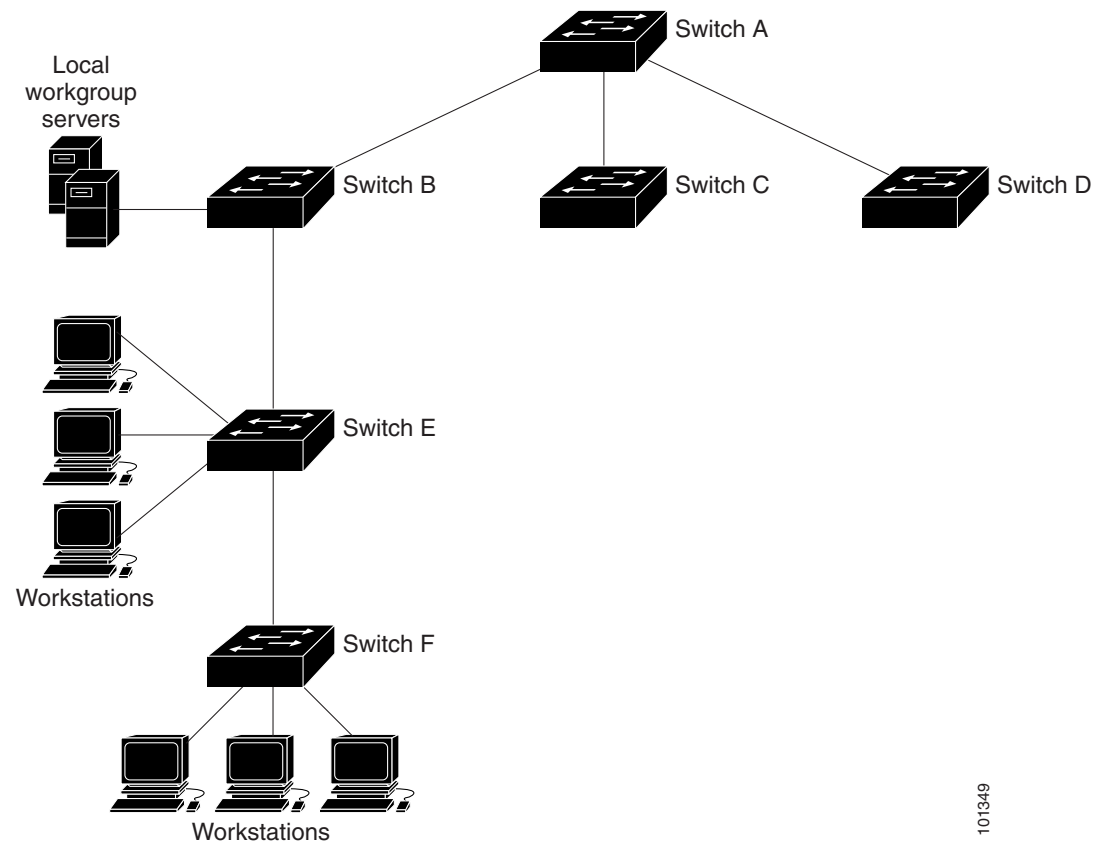 Switch A
Local
workgroup
servers
Switch B
Switch C
Switch D
Switch E
Workstations
Switch F
Workstations
101349